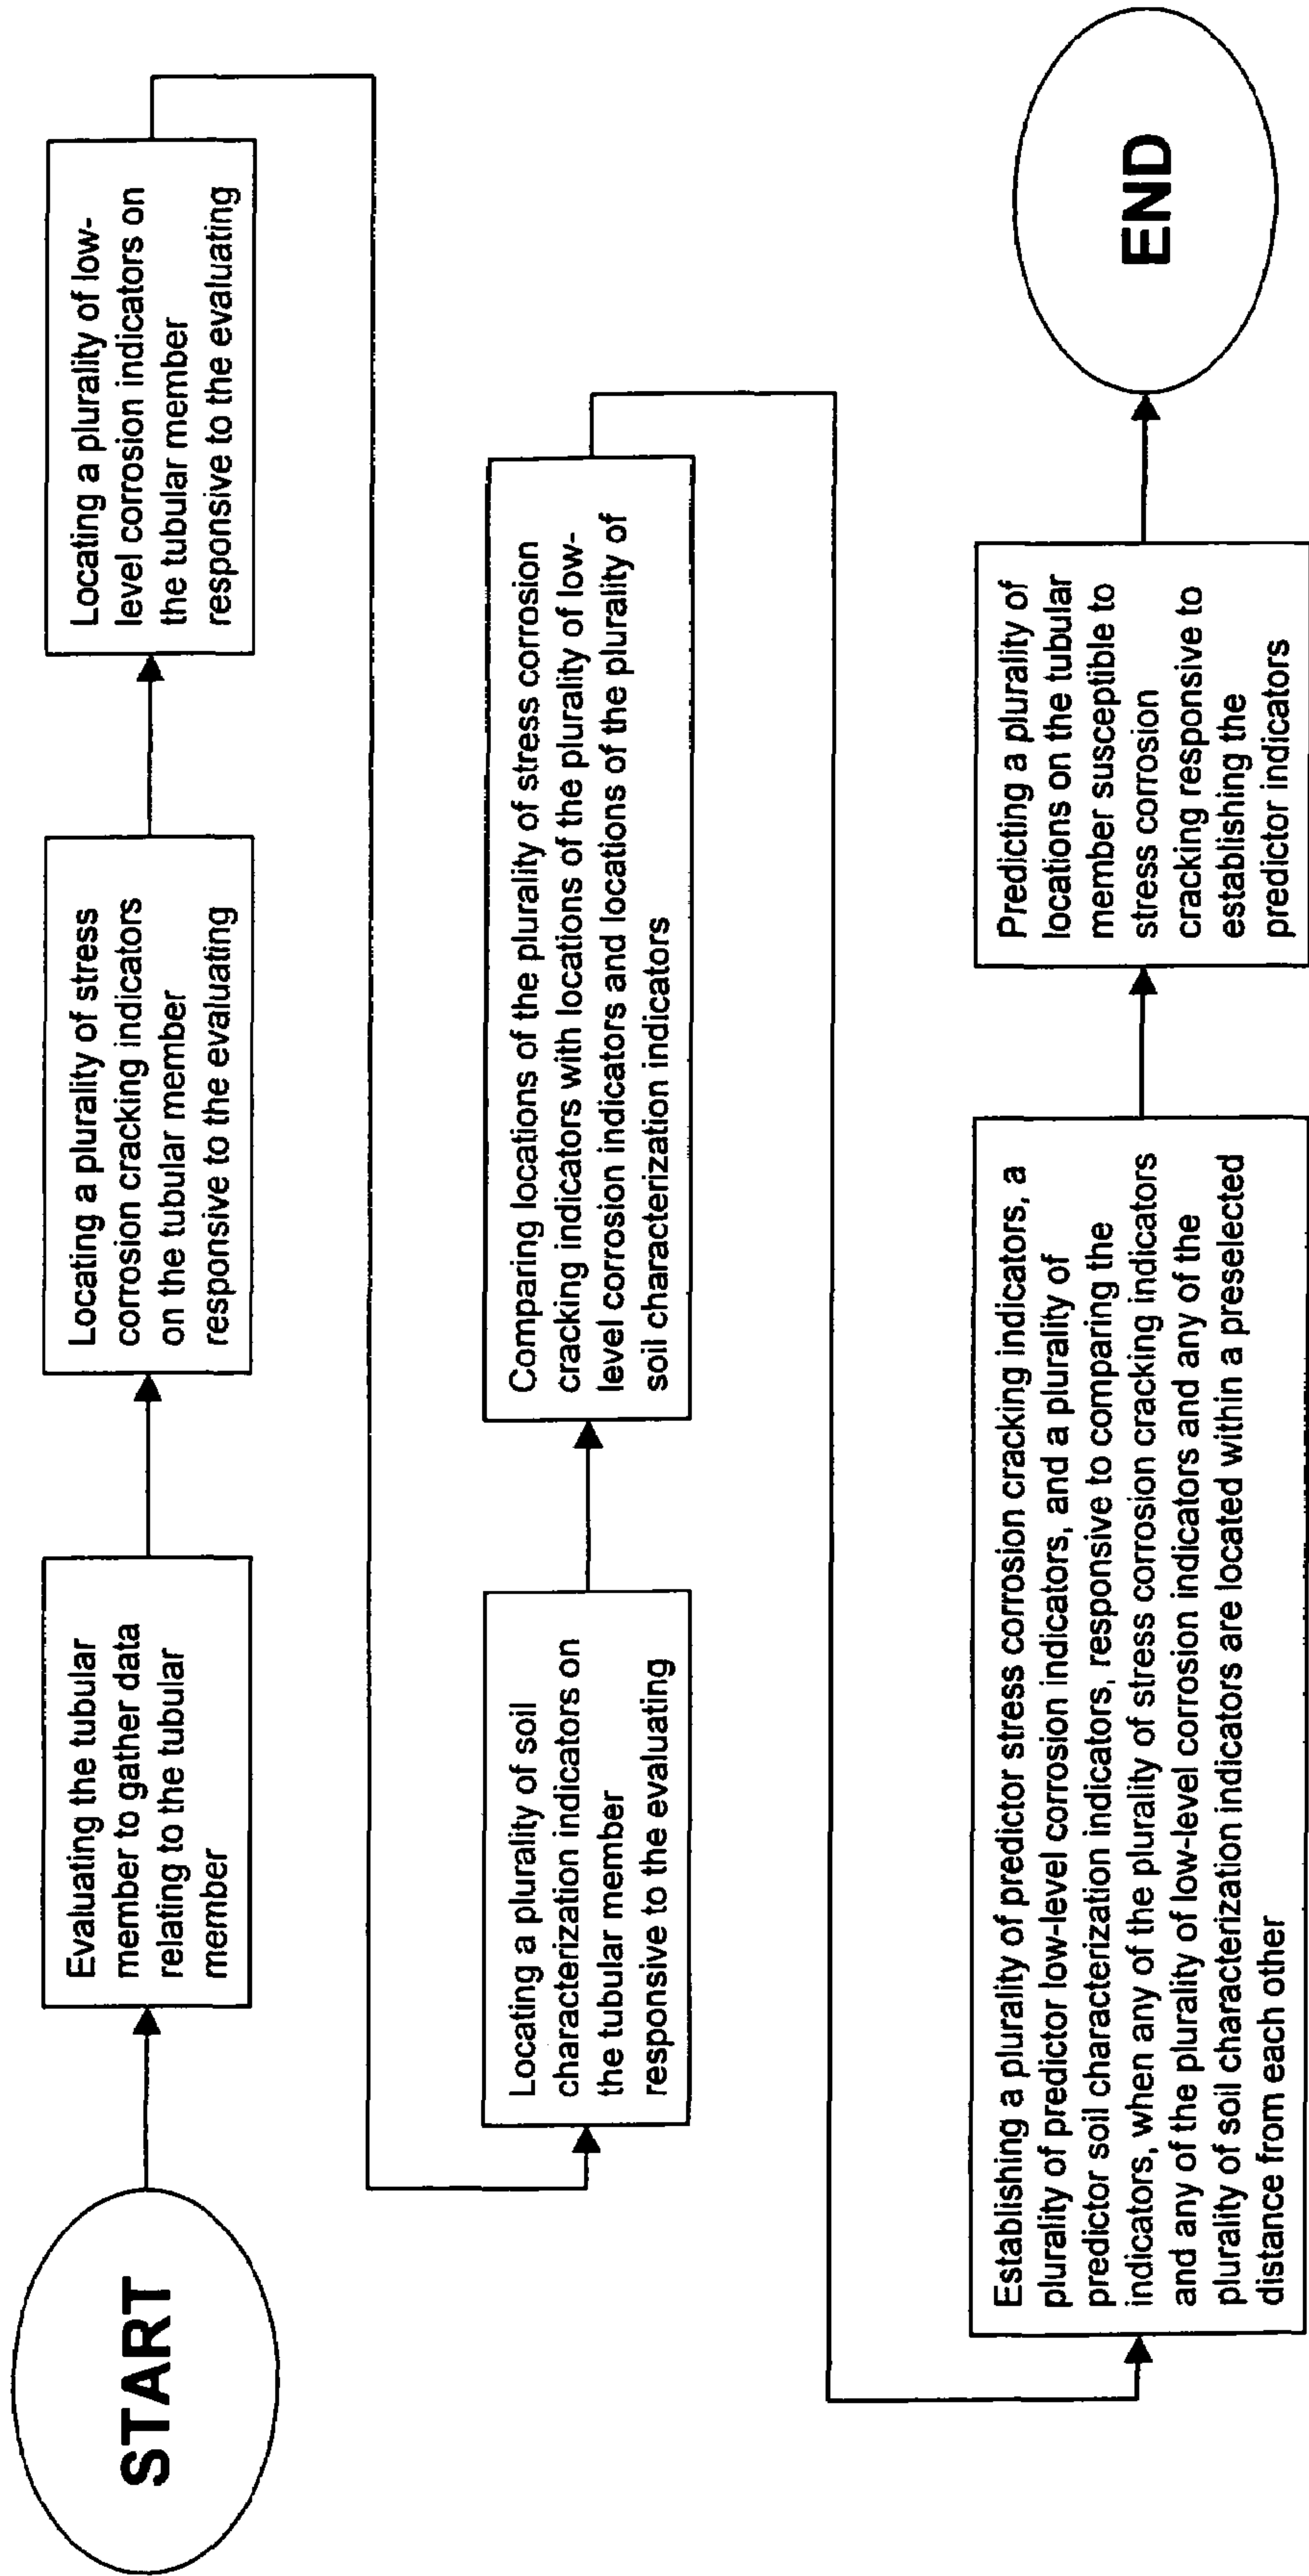 START
Evaluating the tubular
member to gather data
relating to the tubular
member
Locating a plurality of stress
corrosion cracking indicators
on the tubular member
responsive to the evaluating
Locating a plurality of low-
level corrosion indicators on
the tubular member
responsive to the evaluating
Locating a plurality of soil
characterization indicators on
the tubular member
responsive to the evaluating
Comparing locations of the plurality of stress corrosion
cracking indicators with locations of the plurality of low-
level corrosion indicators and locations of the plurality of
soil characterization indicators
Establishing a plurality of predictor stress corrosion cracking indicators, a
plurality of predictor low-level corrosion indicators, and a plurality of
predictor soil characterization indicators, responsive to comparing the
indicators, when any of the plurality of stress corrosion cracking indicators
and any of the plurality of low-level corrosion indicators and any of the
plurality of soil characterization indicators are located within a preselected
distance from each other
Predicting a plurality of
locations on the tubular
member susceptible to
stress corrosion
cracking responsive to
establishing the
predictor indicators
END